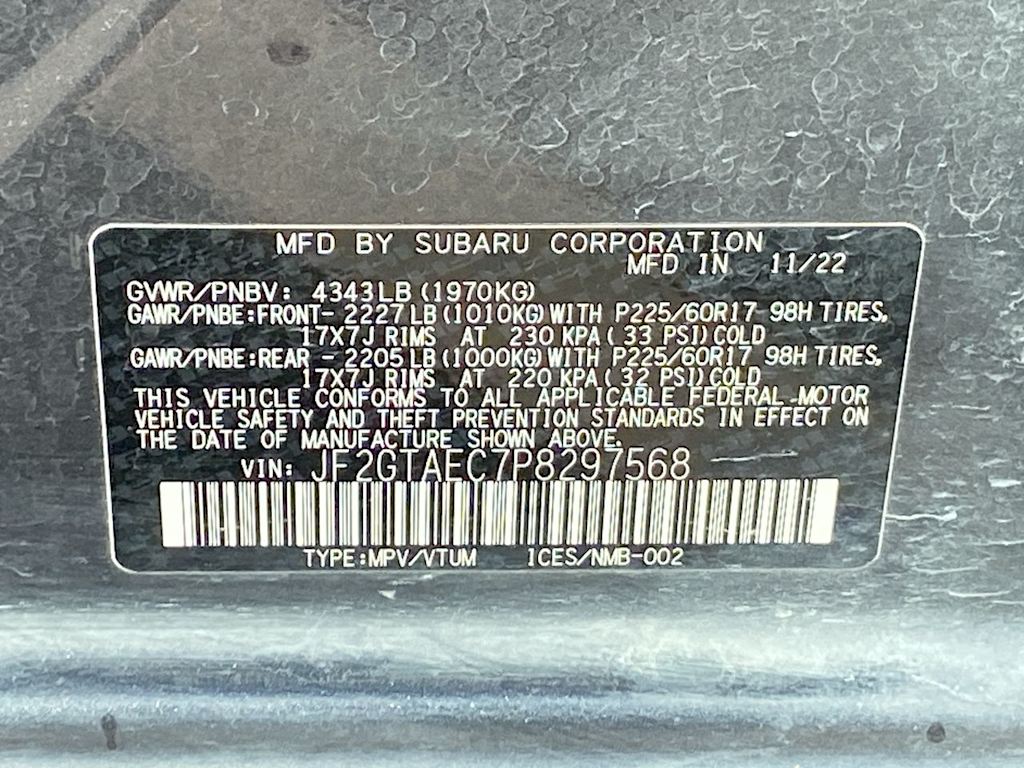 MFD BY SUBARU CORPORATION
MFD IN 11/22
GVWR/PNBV: 4343LB (1970KG)
GAWR/PNBE:FRONT- 2227LB (1010KG) WITH P225/60R17 98H TIRES,
17X7J RIMS AT 230 KPA ( 33 PSI) COLD
GAWR/PNBE:REAR - 2205LB (1000KG) WITH P225/60R17 98H TIRES,
17X7J RIMS AT 220 KPA ( 32 PSI) COLD
THIS VEHICLE CONFORMS TO ALL APPLICABLE FEDERAL MOTOR
VEHICLE SAFETY AND THEFT PREVENTION STANDARDS IN EFFECT ON
THE DATE OF MANUFACTURE SHOWN ABOVE.
VIN: JF2GTAEC7P8297568
TYPE:MPV/VTUM ICES/NMB-002